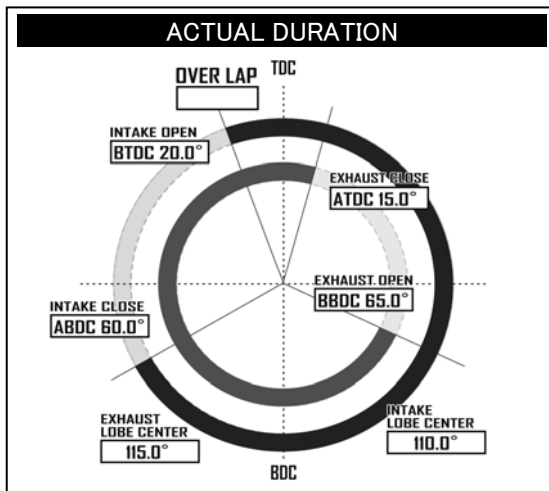 ACTUAL DURATION
TDC
OVER LAP
INTAKE OPEN
BTDC 20.0°
EXHAUST CLOSE
ATDC 15.0°
EXHAUST OPEN
BBDC 65.0°
INTAKE CLOSE
ABDC 60.0°
EXHAUST
LOBE CENTER
115.0°
INTAKE
LOBE CENTER
110.0°
BDC